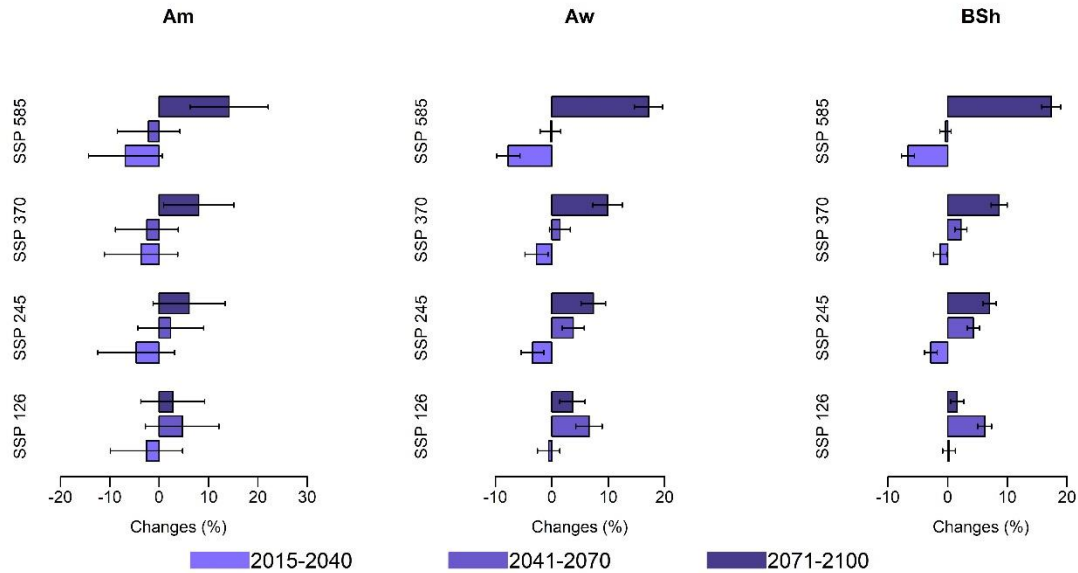 Am
Aw
BSh
SSP 585
SSP 370
SSP 245
SSP 126
-20 -10 0 10 20 30
Changes (%)
SSP 585
SSP 370
SSP 245
SSP 126
-10 0 10 20
Changes (%)
SSP 585
SSP 370
SSP 245
SSP 126
-10 0 10 20
Changes (%)
2015-2040 2041-2070 2071-2100